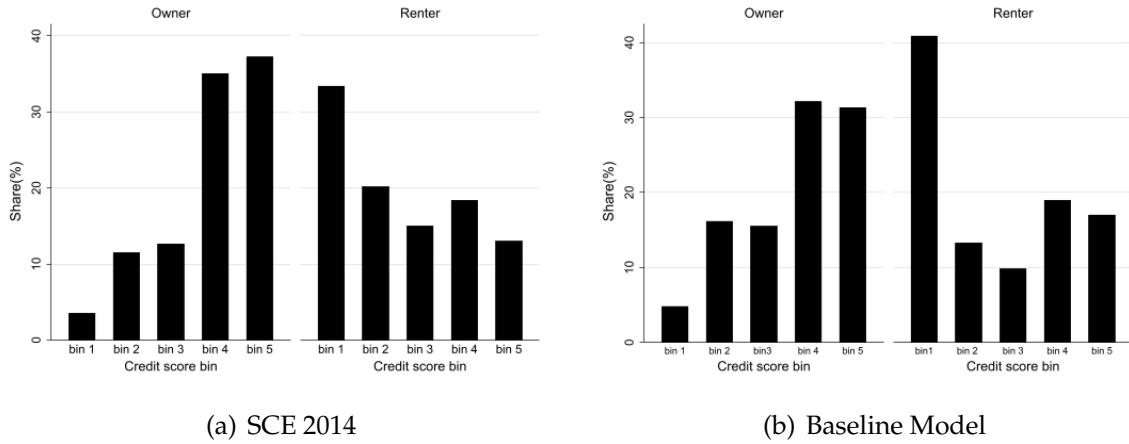 Owner Renter
Share(%)
40
30
20
10
0
bin 1 bin 2 bin 3 bin 4 bin 5 bin 1 bin 2 bin 3 bin 4 bin 5
Credit score bin Credit score bin
(a) SCE 2014
Owner Renter
Share(%)
40
30
20
10
0
bin 1 bin 2 bin3 bin 4 bin 5 bin1 bin 2 bin 3 bin 4 bin 5
Credit score bin Credit score bin
(b) Baseline Model